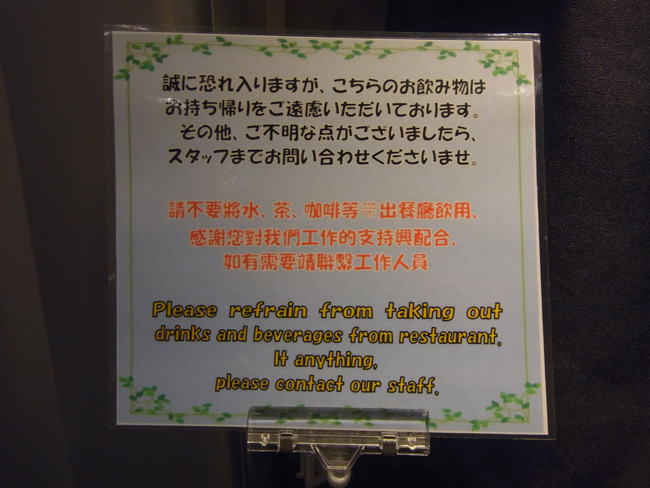 誠に恐れ入りますが、こちらのお飲み物は
お持ち帰りをご遠慮いただいております。
その他、ご不明な点がございましたら、
スタッフまでお問い合わせくださいませ。
請不要將水、茶、咖啡等帶出餐廳飲用、
感謝您對我們工作的支持興配合、
如有需要靖聯繫工作人員
Please refrain from taking out
drinks and beverages from restaurant.
It anything,
please contact our staff.